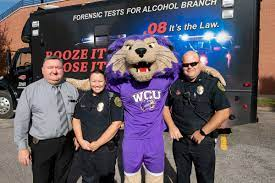 FORENSIC TESTS FOR ALCOHOL BRANCH
.08 It's the Law.
BOOZE IT
OSE IT
WCU